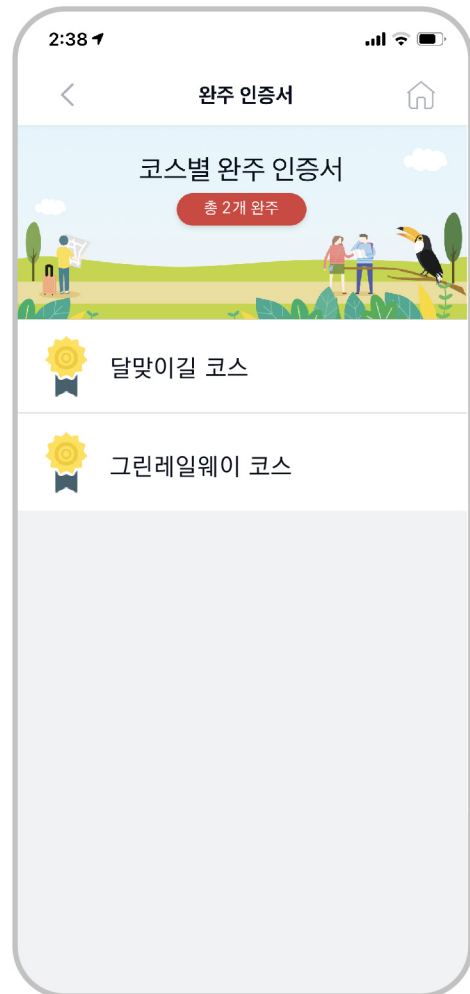 2:38
완주 인증서
코스별 완주 인증서
총 2개 완주
달맞이길 코스
그린레일웨이 코스